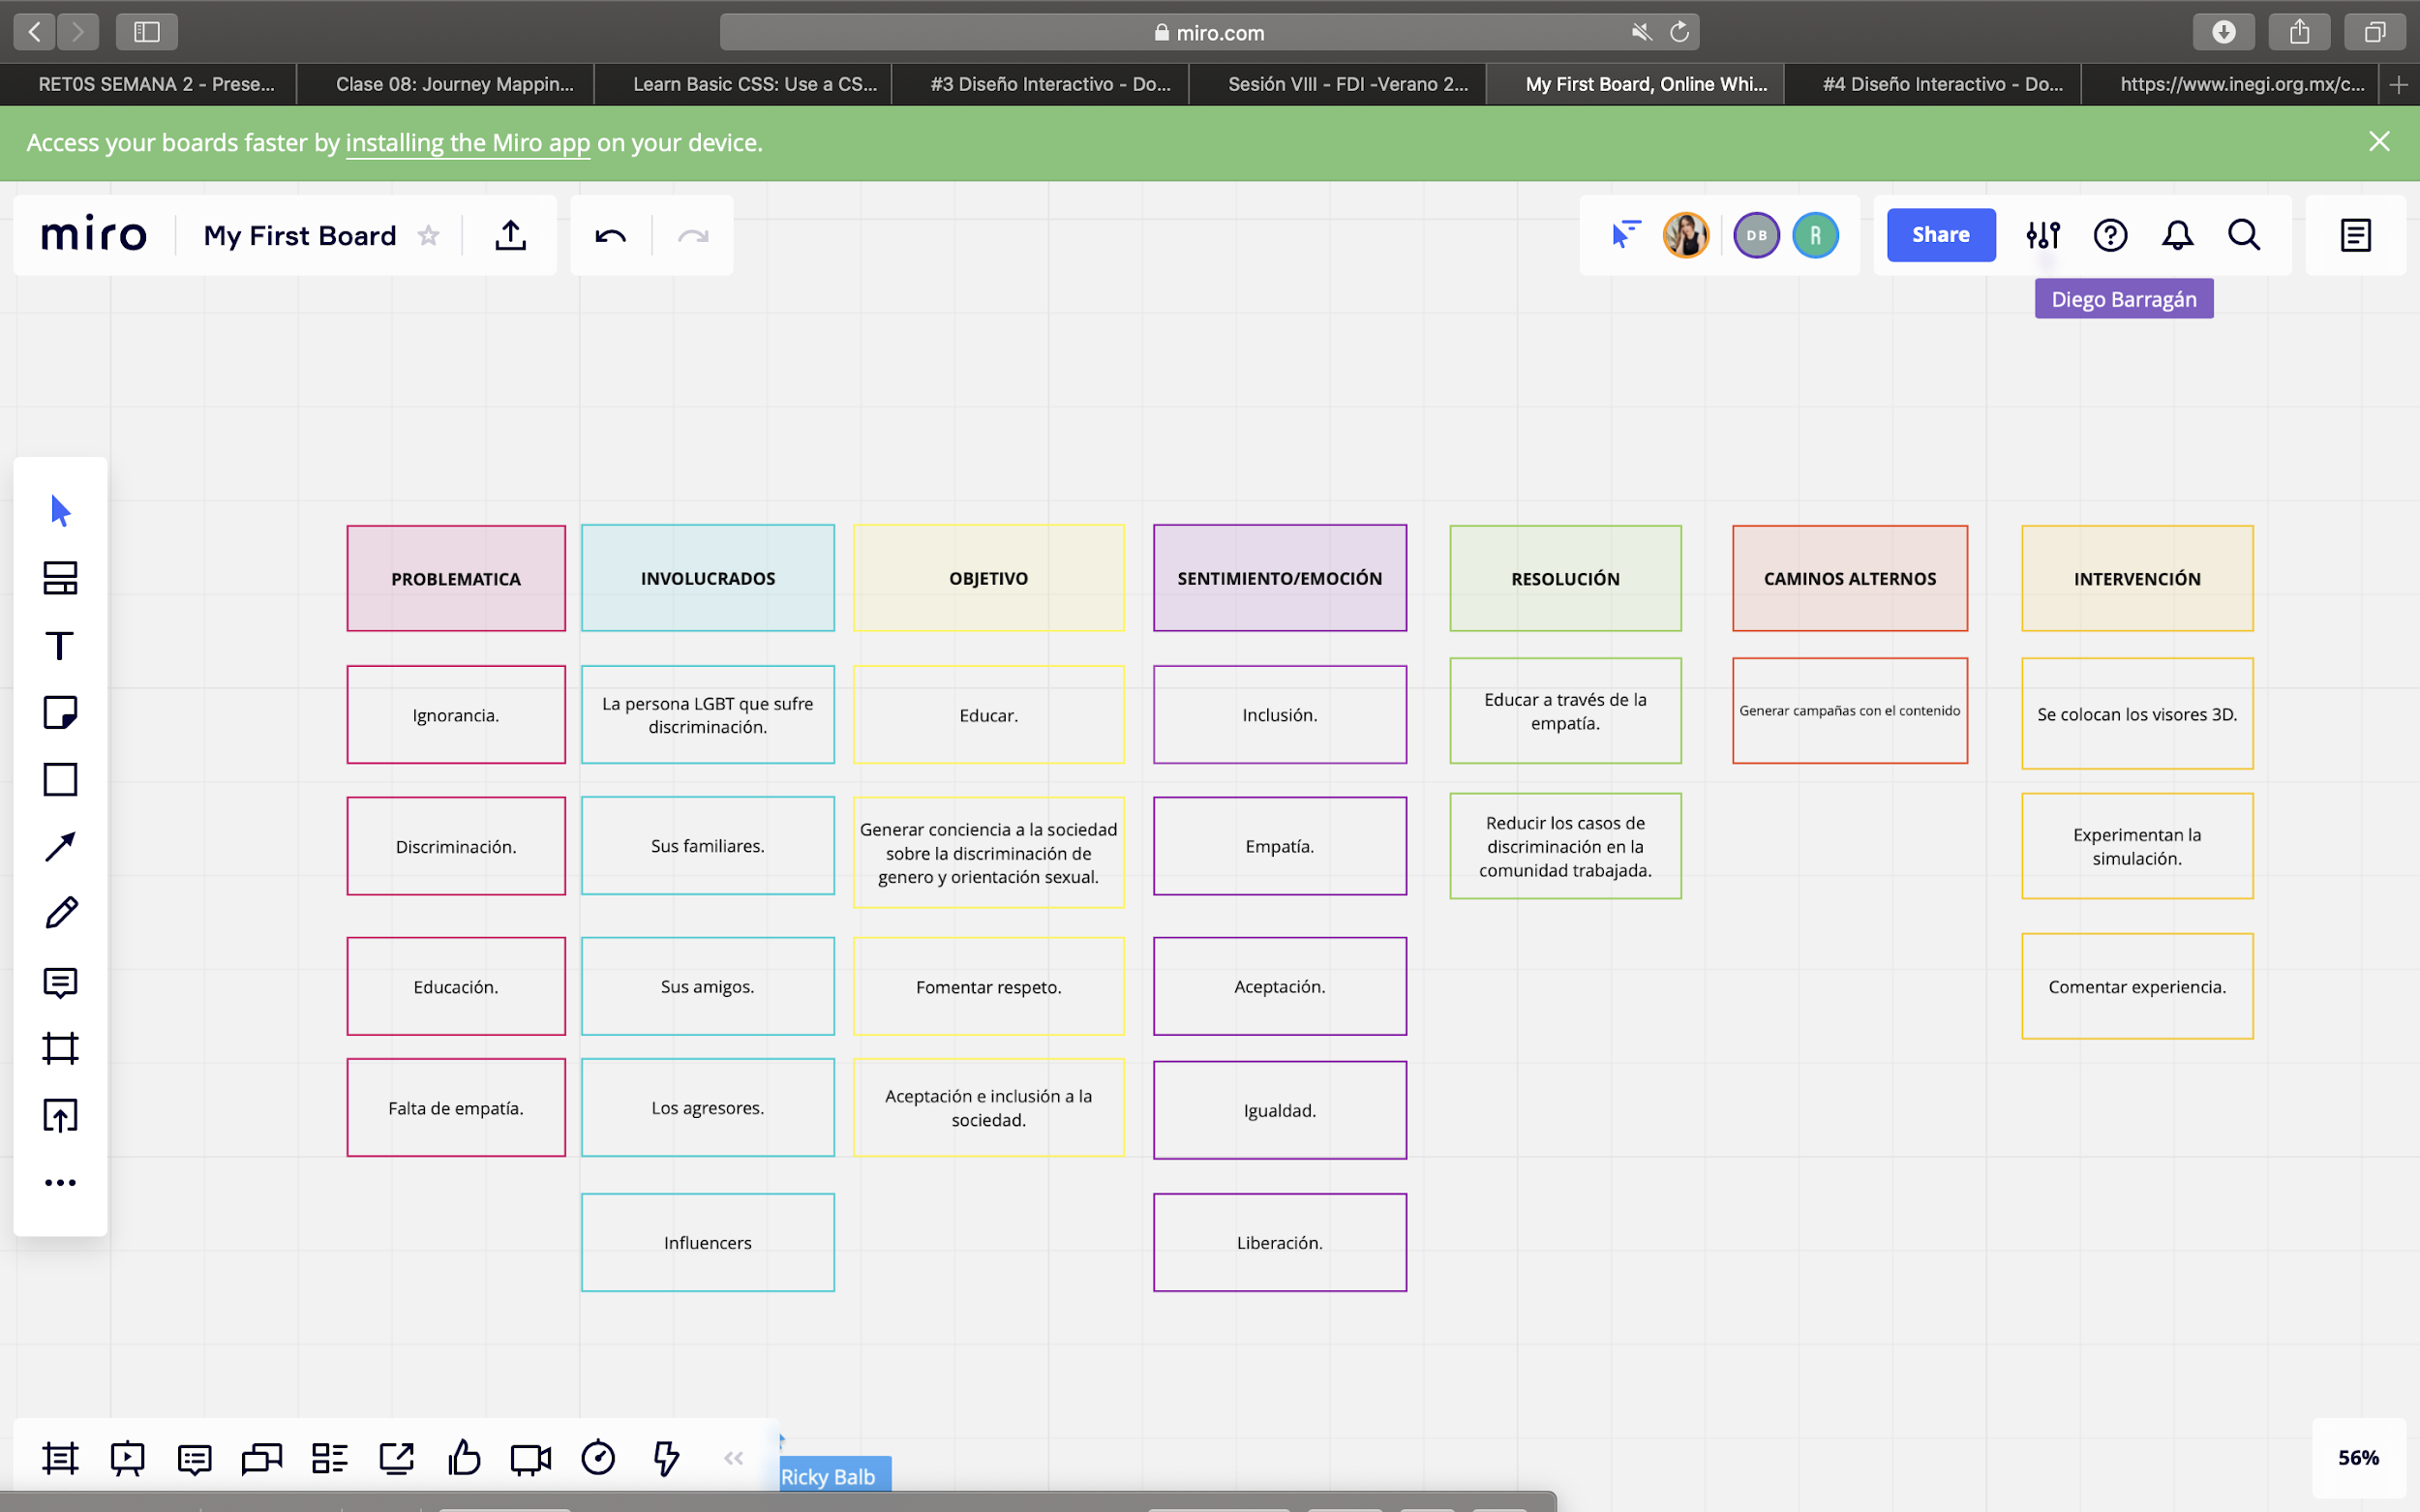 miro.com
RETOS SEMANA 2 - Prese...
Clase 08: Journey Mappin...
Learn Basic CSS: Use a CS...
#3 Diseño Interactivo - Do...
Sesión VIII - FDI -Verano 2...
My First Board, Online Whi...
#4 Diseño Interactivo - Do...
https://www.inegi.org.mx/c...
Access your boards faster by installing the Miro app on your device.
miro
My First Board
DB
R
Share
Diego Barragán
PROBLEMATICA
INVOLUCRADOS
OBJETIVO
SENTIMIENTO/EMOCIÓN
RESOLUCIÓN
CAMINOS ALTERNOS
INTERVENCIÓN
Ignorancia.
La persona LGBT que sufre
discriminación.
Educar.
Inclusión.
Educar a través de la
empatía.
Generar campañas con el contenido
Se colocan los visores 3D.
Discriminación.
Sus familiares.
Generar conciencia a la sociedad
sobre la discriminación de
genero y orientación sexual.
Empatía.
Reducir los casos de
discriminación en la
comunidad trabajada.
Experimentan la
simulación.
Educación.
Sus amigos.
Fomentar respeto.
Aceptación.
Comentar experiencia.
Falta de empatía.
Los agresores.
Aceptación e inclusión a la
sociedad.
Igualdad.
Influencers
Liberación.
Ricky Balb
56%